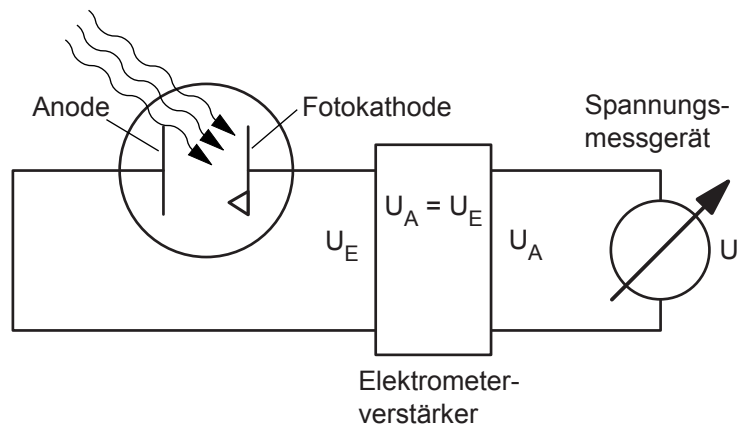 Anode
Fotokathode
Spannungs-
messgerät
U_A = U_E
U_E
U_A
U
Elektrometer-
verstärker